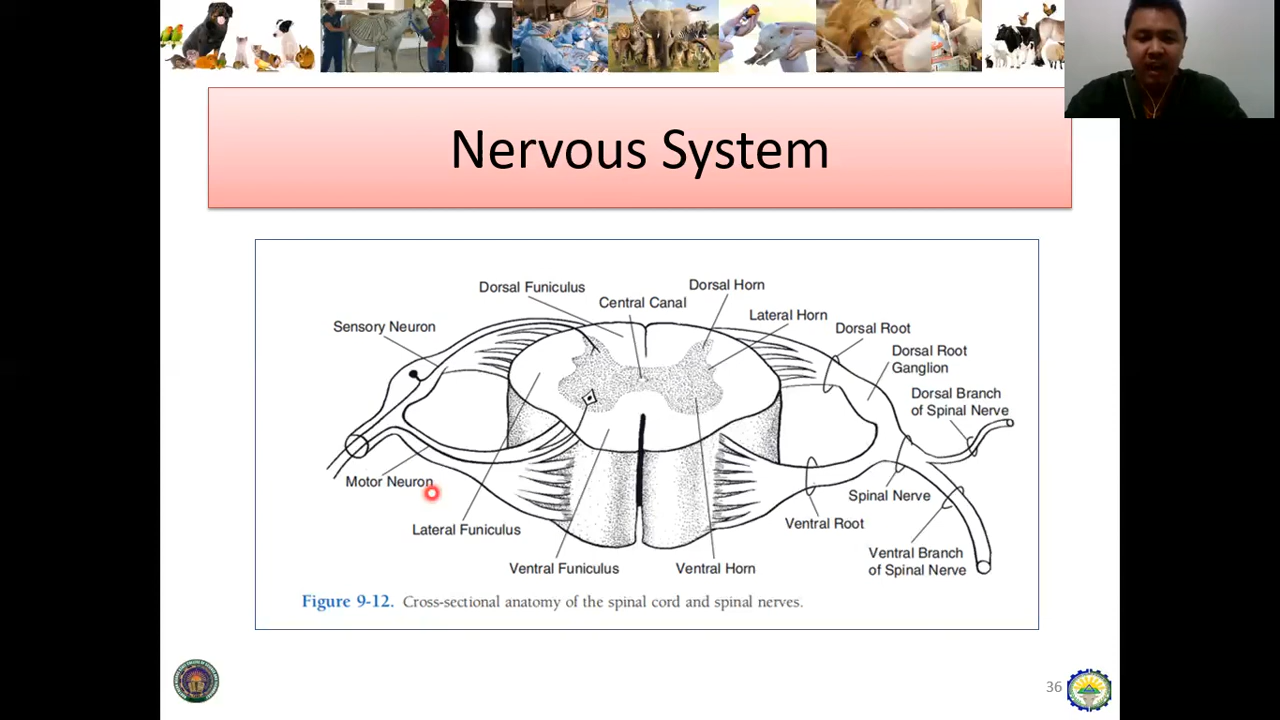 Nervous System
Dorsal Funiculus
Dorsal Horn
Central Canal
Lateral Horn
Sensory Neuron
Dorsal Root
Dorsal Root
Ganglion
Dorsal Branch
of Spinal Nerve
Motor Neuron
Spinal Nerve
Lateral Funiculus
Ventral Root
Ventral Branch
of Spinal Nerve
Ventral Funiculus
Ventral Horn
Figure 9-12. Cross-sectional anatomy of the spinal cord and spinal nerves.
36